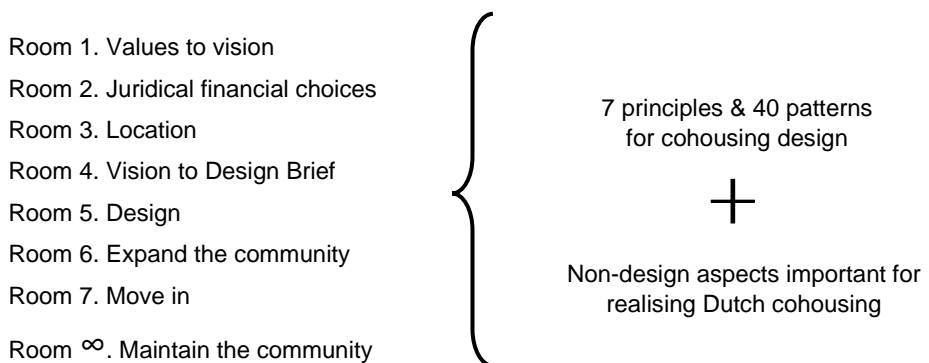 Room 1. Values to vision
Room 2. Juridical financial choices
Room 3. Location
Room 4. Vision to Design Brief
Room 5. Design
Room 6. Expand the community
Room 7. Move in
Room ∞. Maintain the community
7 principles & 40 patterns
for cohousing design
+
Non-design aspects important for
realising Dutch cohousing